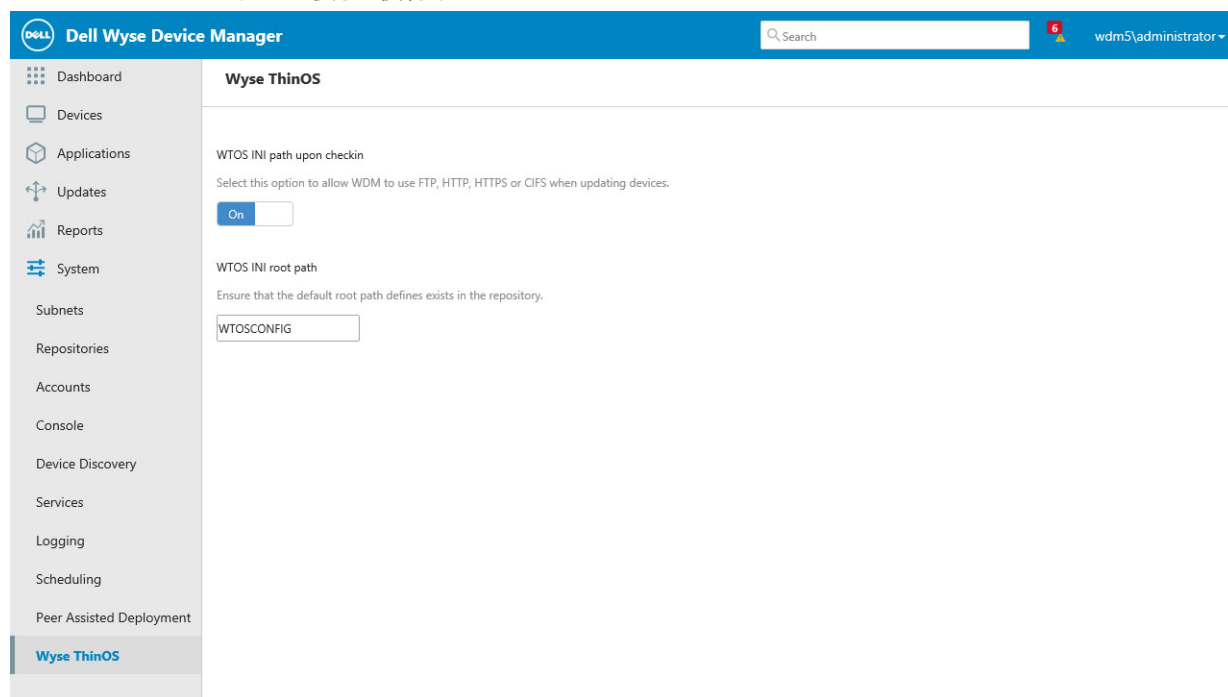 DELL
Dell Wyse Device Manager
Search
6
wdm5\administrator
Dashboard
Devices
Applications
Updates
Reports
System
Subnets
Repositories
Accounts
Console
Device Discovery
Services
Logging
Scheduling
Peer Assisted Deployment
Wyse ThinOS
Wyse ThinOS
WTOS INI path upon checkin
Select this option to allow WDM to use FTP, HTTP, HTTPS or CIFS when updating devices.
On
WTOS INI root path
Ensure that the default root path defines exists in the repository.
WTOSCONFIG